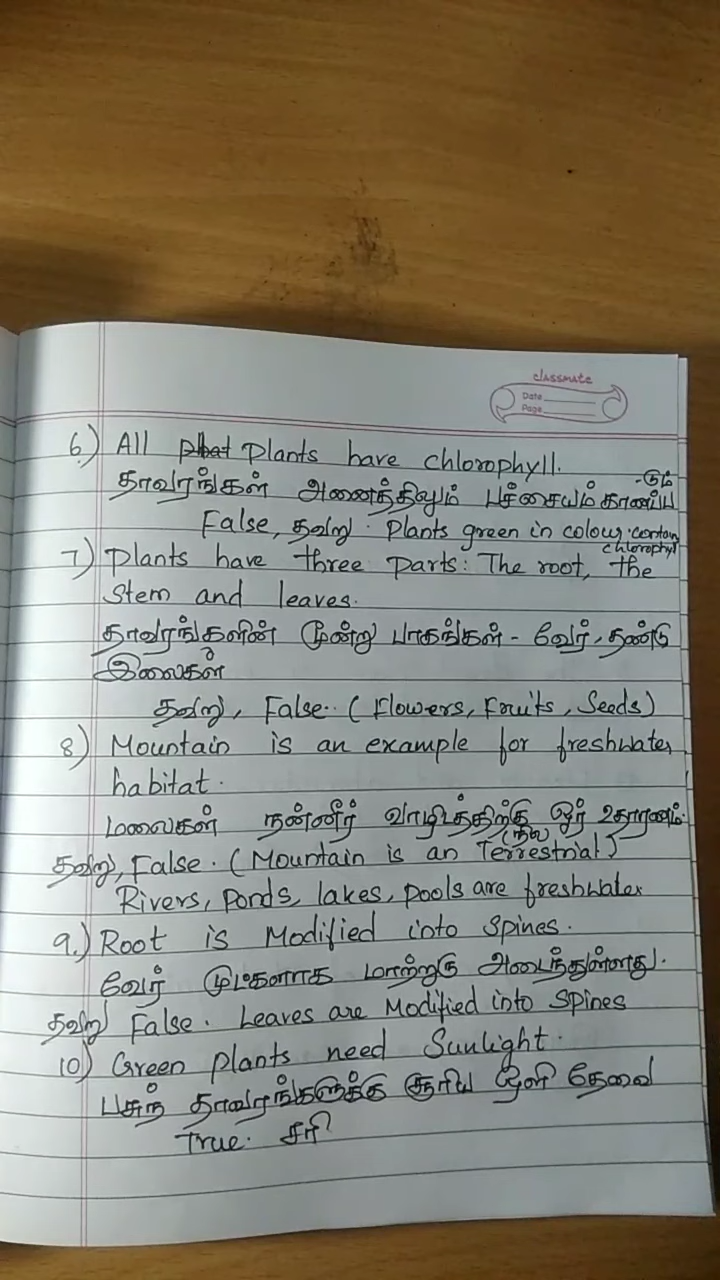 classmate
Date
Page
6.) All plhat plants have chlorophyll.
தாவரங்கள் அனைத்திலும் பச்சையம் காணப்ப
-டும்
False, தவறு. Plants green in colour contain
chlorophyl
7) Plants have three parts: The root, the
Stem and leaves.
தாவரங்களின் மூன்று பாகங்கள் - வேர், தண்டு
இலைகள்
தவறு, False. (Flowers, Fruits, Seeds)
8) Mountain is an example for freshwater
habitat.
மலைகள் நன்னீர் வாழிடத்திற்கு ஓர் உதாரணம்.
(நில
தவறு, False. (Mountain is an Terrestrial)
Rivers, ponds, lakes, pools are freshwater
9.) Root is Modified into Spines.
வேர் முட்களாக மாற்றுரு அடைந்துள்ளது.
தவறு False. Leaves are Modified into Spines
10) Green plants need Sunlight.
பசுந் தாவரங்களுக்கு சூரிய ஒளி தேவை
True. சரி